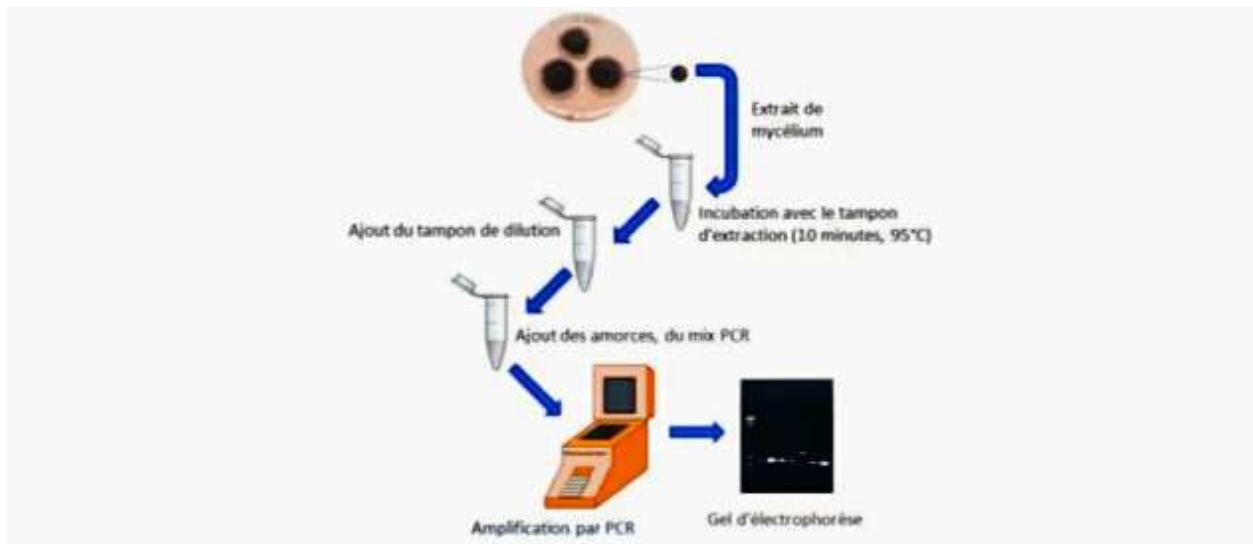 Extrait de
mycélium
Incubation avec le tampon
d'extraction (10 minutes, 95°C)
Ajout du tampon de dilution
Ajout des amorces, du mix PCR
Amplification par PCR
Gel d'électrophorèse